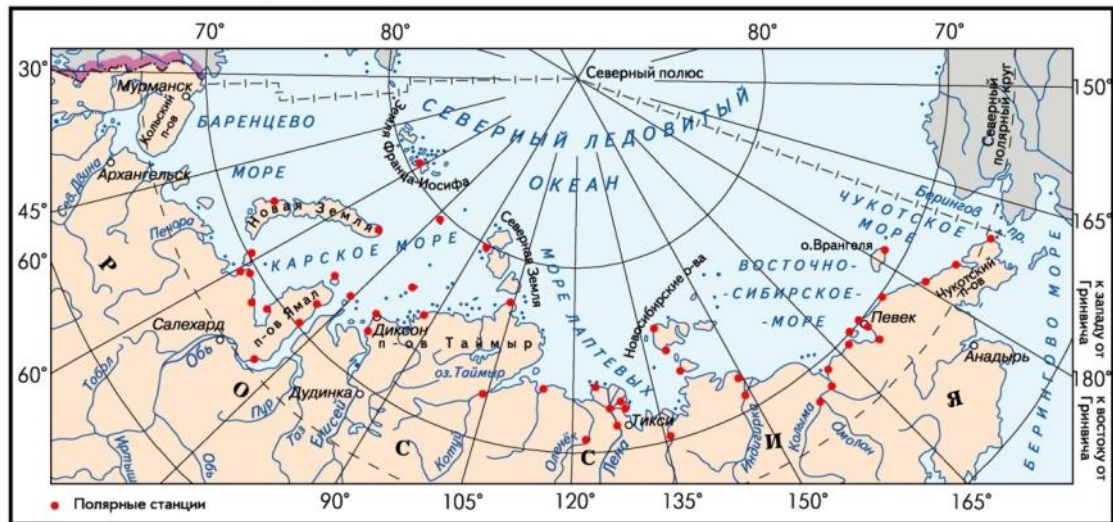 70°
80°
80°
70°
30°
Северный полюс
150°
Мурманск
Кольский
п-ов
БАРЕНЦЕВО
МОРЕ
Земля
Франца-Иосифа
СЕВЕРНЫЙ ЛЕДОВИТЫЙ
ОКЕАН
Северный
полярный круг
Сев. Двина
Архангельск
Печора
Новая Земля
КАРСКОЕ МОРЕ
Северная Земля
Берингов пр.
ЧУКОТСКОЕ
МОРЕ
о.Врангеля
165°
45°
60°
МОРЕ ЛАПТЕВЫХ
Новосибирские о-ва
ВОСТОЧНО-
-СИБИРСКОЕ-
-МОРЕ
Чукотский
п-ов
БЕРИНГОВО МОРЕ
к западу от
Гринвича
Салехард
п-ов Ямал
Диксон
п-ов Таймыр
Певек
Анадырь
60°
Обь
оз.Таймыр
180°
Тобол
Дудинка
Тикси
к востоку от
Гринвича
Иртыш
Обь
Пур
Таз
Енисей
Котуй
Оленёк
Лена
Индигирка
Колыма
Омолон
РОССИЯ
Полярные станции
90°
105°
120°
135°
150°
165°